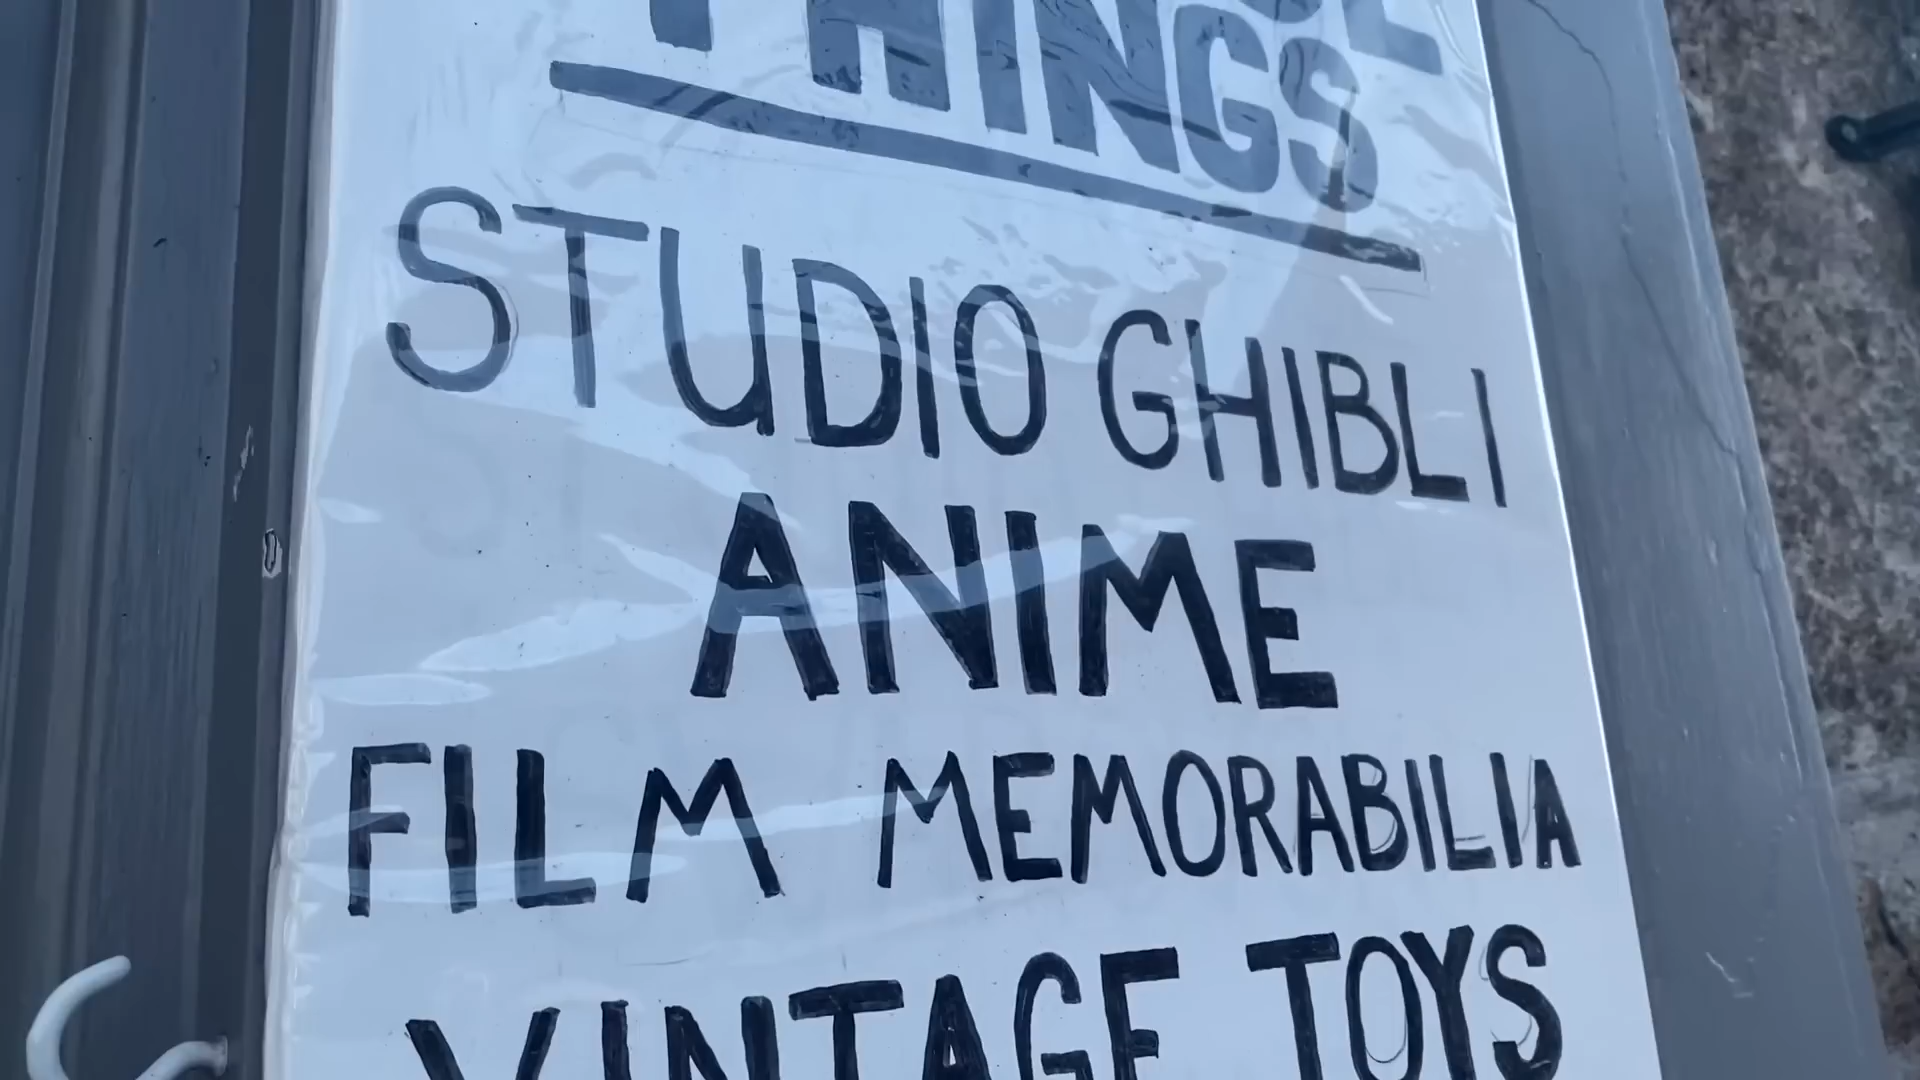 THINGS
STUDIO GHIBLI
ANIME
FILM MEMORABILIA
VINTAGE TOYS